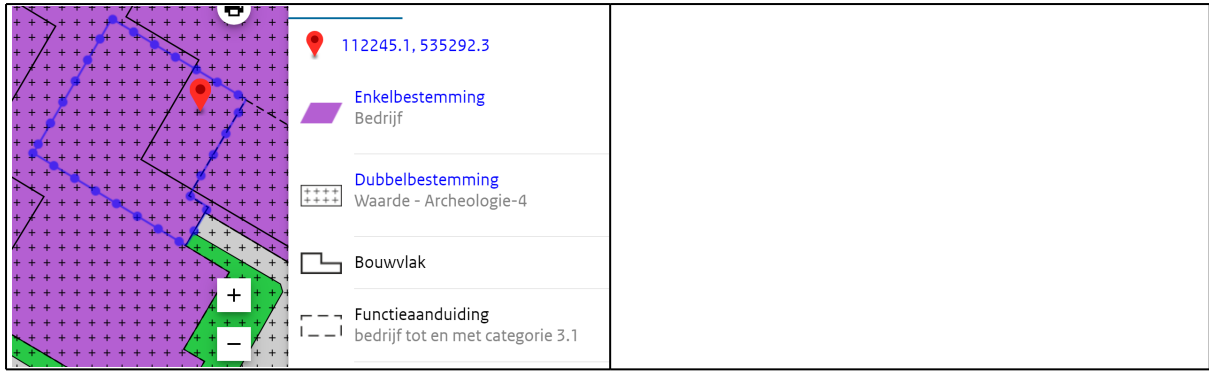 112245.1, 535292.3
Enkelbestemming
Bedrijf
Dubbelbestemming
Waarde - Archeologie-4
Bouwvlak
Functieaanduiding
bedrijf tot en met categorie 3.1
+
−